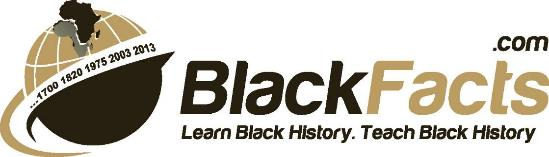 ...1700 1820 1975 2003 2013
.com
BlackFacts
Learn Black History. Teach Black History